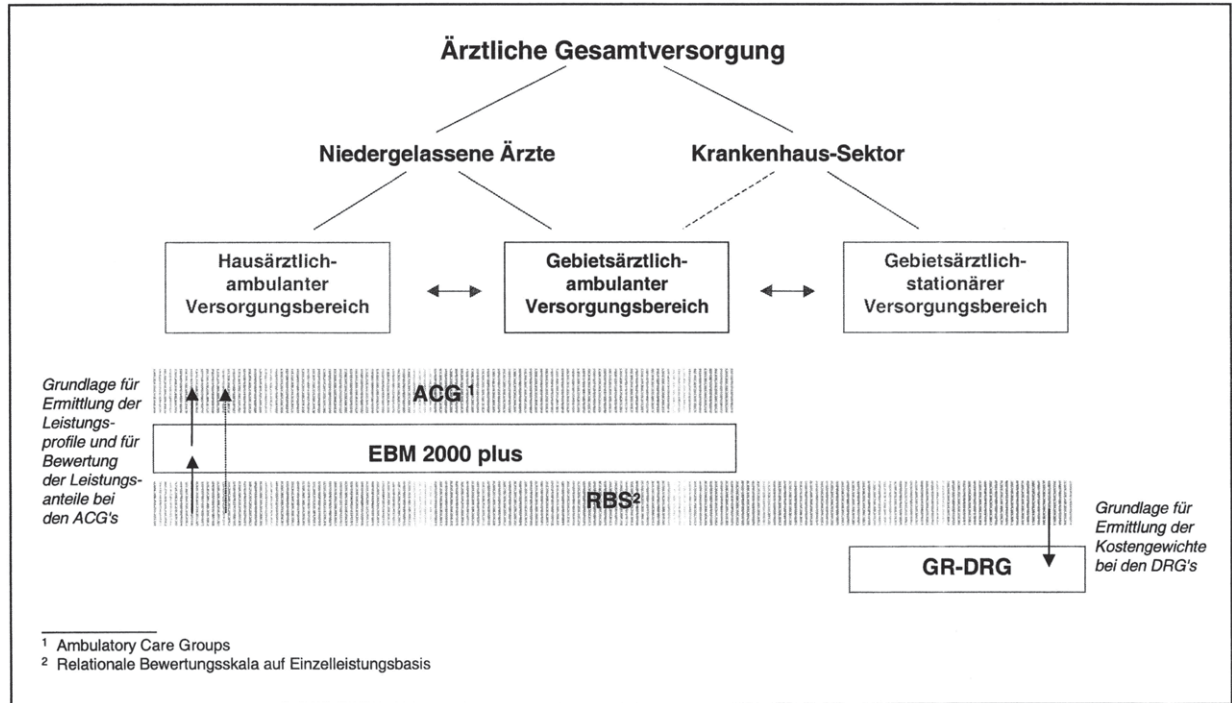 Ärztliche Gesamtversorgung
Niedergelassene Ärzte
Krankenhaus-Sektor
Hausärztlich-
ambulanter
Versorgungsbereich
Gebietsärztlich-
ambulanter
Versorgungsbereich
Gebietsärztlich-
stationärer
Versorgungsbereich
Grundlage für
Ermittlung der
Leistungs-
profile und für
Bewertung
der Leistungs-
anteile bei
den ACG's
ACG ¹
EBM 2000 plus
RBS²
Grundlage für
Ermittlung der
Kostengewichte
bei den DRG's
GR-DRG
¹ Ambulatory Care Groups
² Relationale Bewertungsskala auf Einzelleistungsbasis